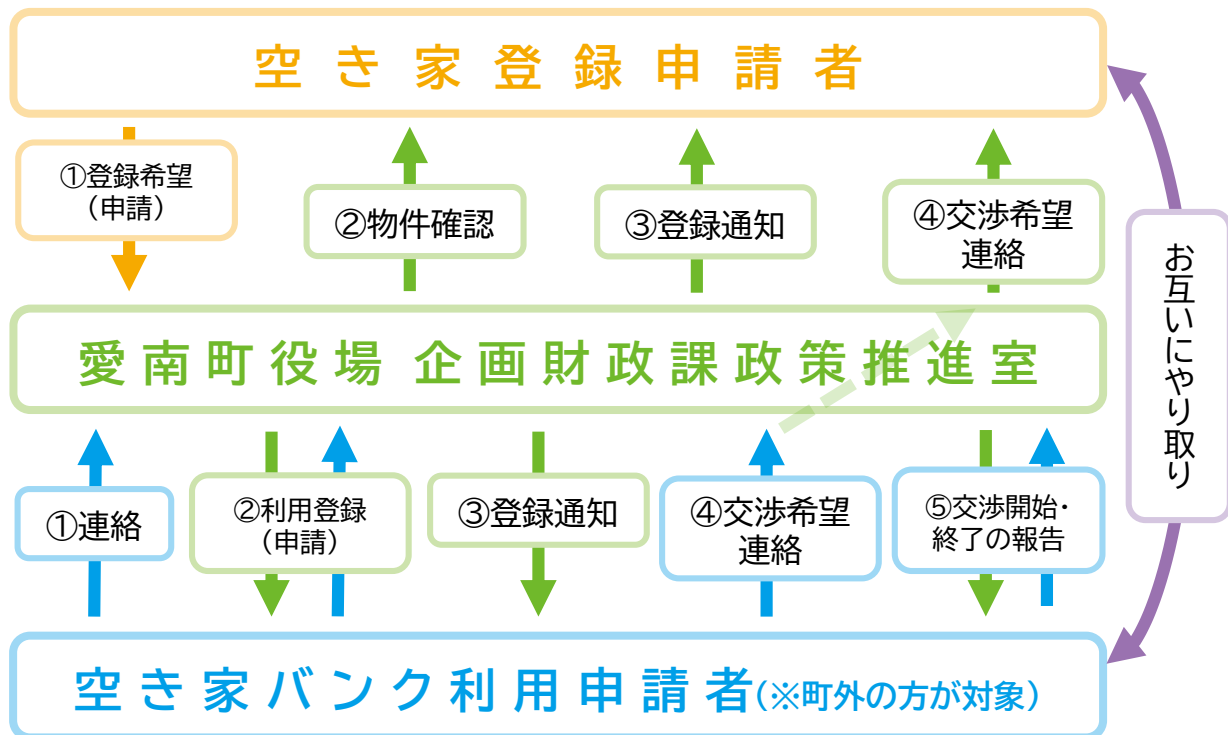 空き家登録申請者
①登録希望
（申請）
②物件確認
③登録通知
④交渉希望
連絡
お互いにやり取り
愛南町役場 企画財政課政策推進室
①連絡
②利用登録
（申請）
③登録通知
④交渉希望
連絡
⑤交渉開始・
終了の報告
空き家バンク利用申請者(※町外の方が対象)